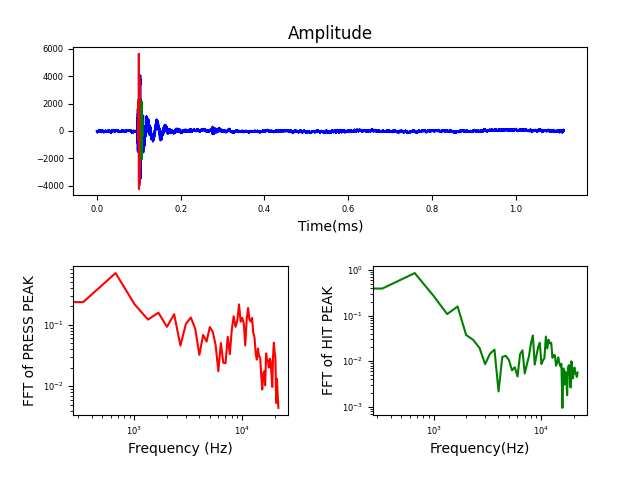 Amplitude
6000
4000
2000
0
−2000
−4000
0.0 0.2 0.4 0.6 0.8 1.0
Time(ms)
FFT of PRESS PEAK
10⁻¹
10⁻²
10³ 10⁴
Frequency (Hz)
FFT of HIT PEAK
10⁰
10⁻¹
10⁻²
10⁻³
10³ 10⁴
Frequency(Hz)